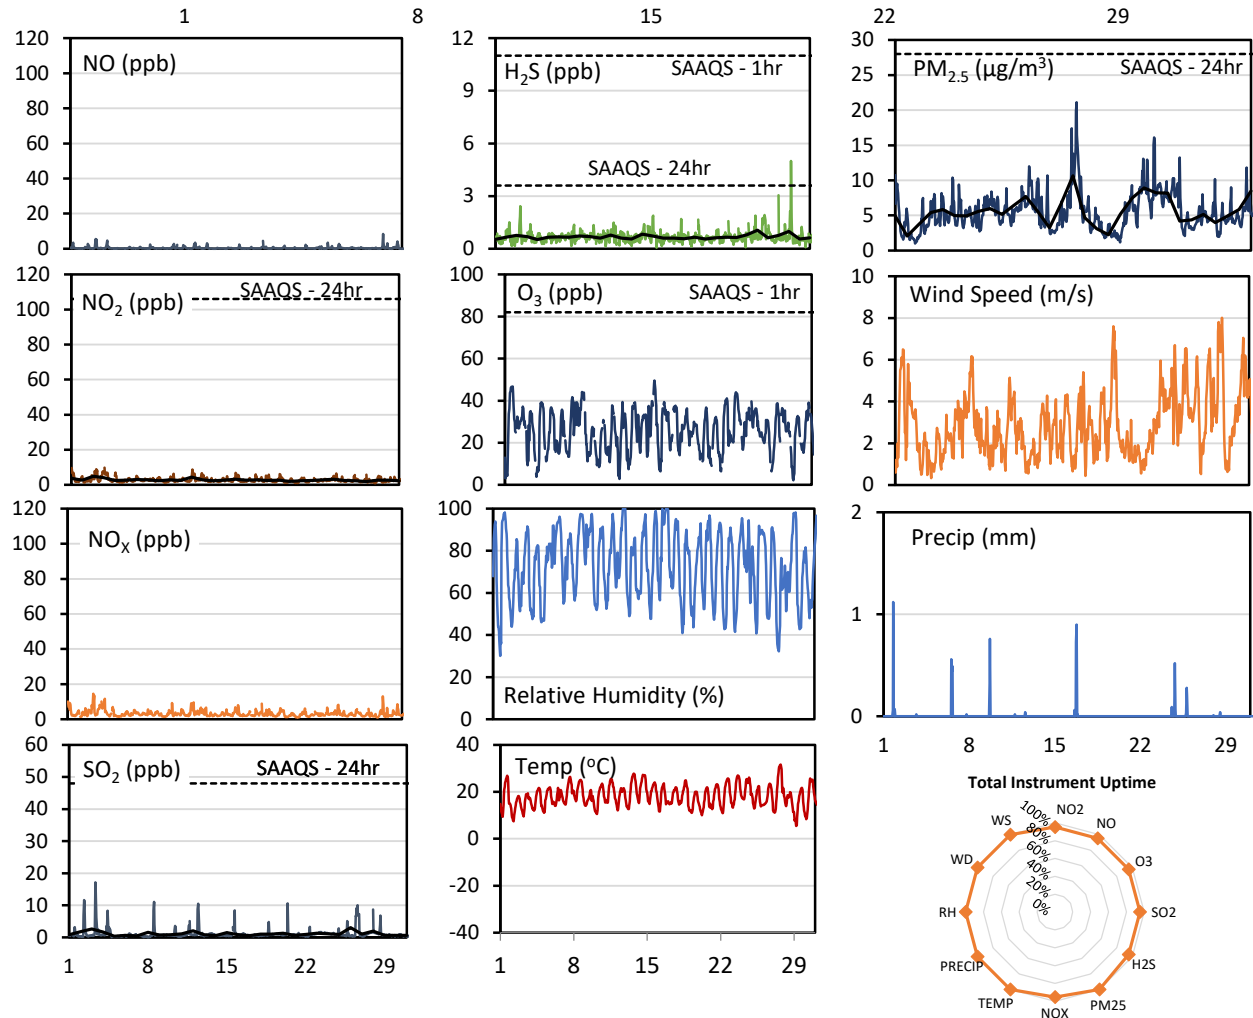 1 8 15 22 29
NO (ppb)
120
100
80
60
40
20
0
H2S (ppb)
SAAQS - 1hr
SAAQS - 24hr
12
9
6
3
0
PM2.5 (µg/m3)
SAAQS - 24hr
30
25
20
15
10
5
0
NO2 (ppb)
SAAQS - 24hr
120
100
80
60
40
20
0
O3 (ppb)
SAAQS - 1hr
100
80
60
40
20
0
Wind Speed (m/s)
8
6
4
2
0
NOX (ppb)
120
100
80
60
40
20
0
100
80
60
40
20
0
Relative Humidity (%)
Precip (mm)
2
1
0
1 8 15 22 29
SO2 (ppb)
SAAQS - 24hr
60
50
40
30
20
10
0
1 8 15 22 29
Temp (oC)
40
20
0
-20
-40
1 8 15 22 29
Total Instrument Uptime
100%
80%
60%
40%
20%
0%
NO2
NO
O3
SO2
H2S
PM25
NOX
TEMP
PRECIP
RH
WD
WS